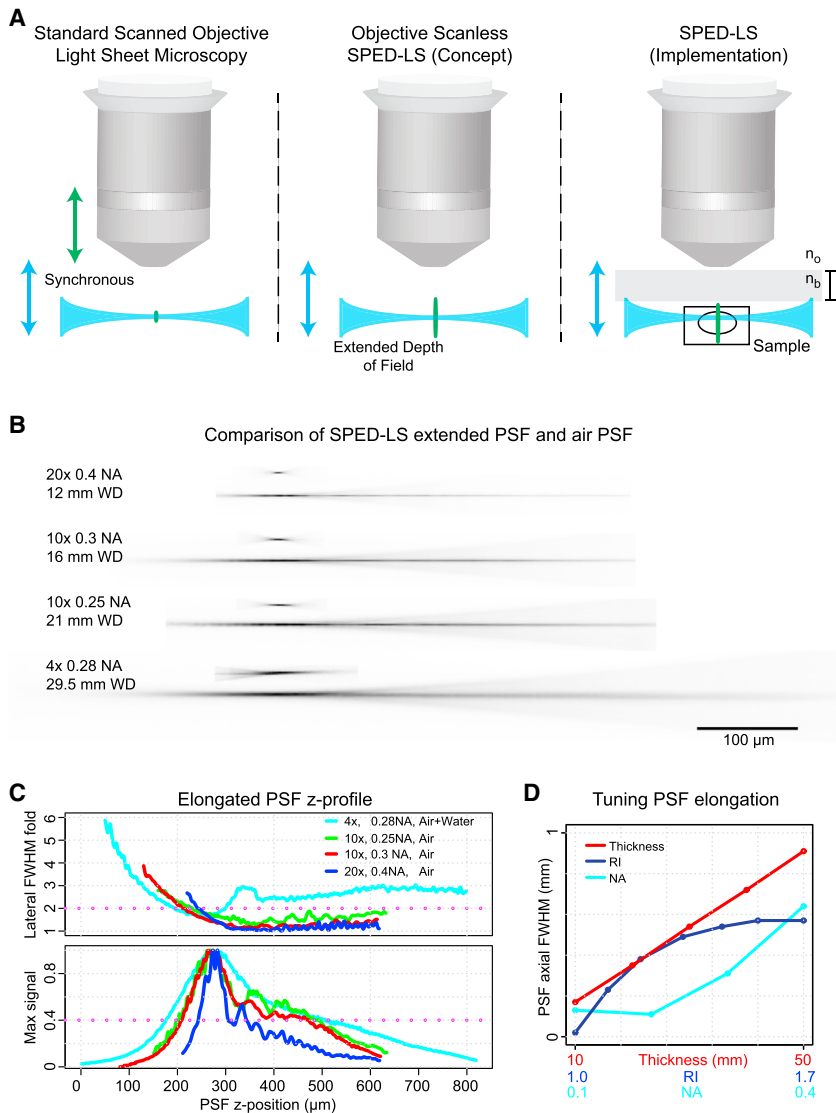 A
Standard Scanned Objective
Light Sheet Microscopy
Objective Scanless
SPED-LS (Concept)
SPED-LS
(Implementation)
Synchronous
Extended Depth
of Field
n_o
n_b
Sample
B
Comparison of SPED-LS extended PSF and air PSF
20x 0.4 NA
12 mm WD
10x 0.3 NA
16 mm WD
10x 0.25 NA
21 mm WD
4x 0.28 NA
29.5 mm WD
100 µm
C
Elongated PSF z-profile
Lateral FWHM fold
6
5
4
3
2
1
4x, 0.28NA, Air+Water
10x, 0.25NA, Air
10x, 0.3 NA, Air
20x, 0.4NA, Air
Max signal
0.8
0.4
0
0 100 200 300 400 500 600 700 800
PSF z-position (µm)
D
Tuning PSF elongation
PSF axial FWHM (mm)
1
0
Thickness
RI
NA
10 Thickness (mm) 50
1.0 RI 1.7
0.1 NA 0.4